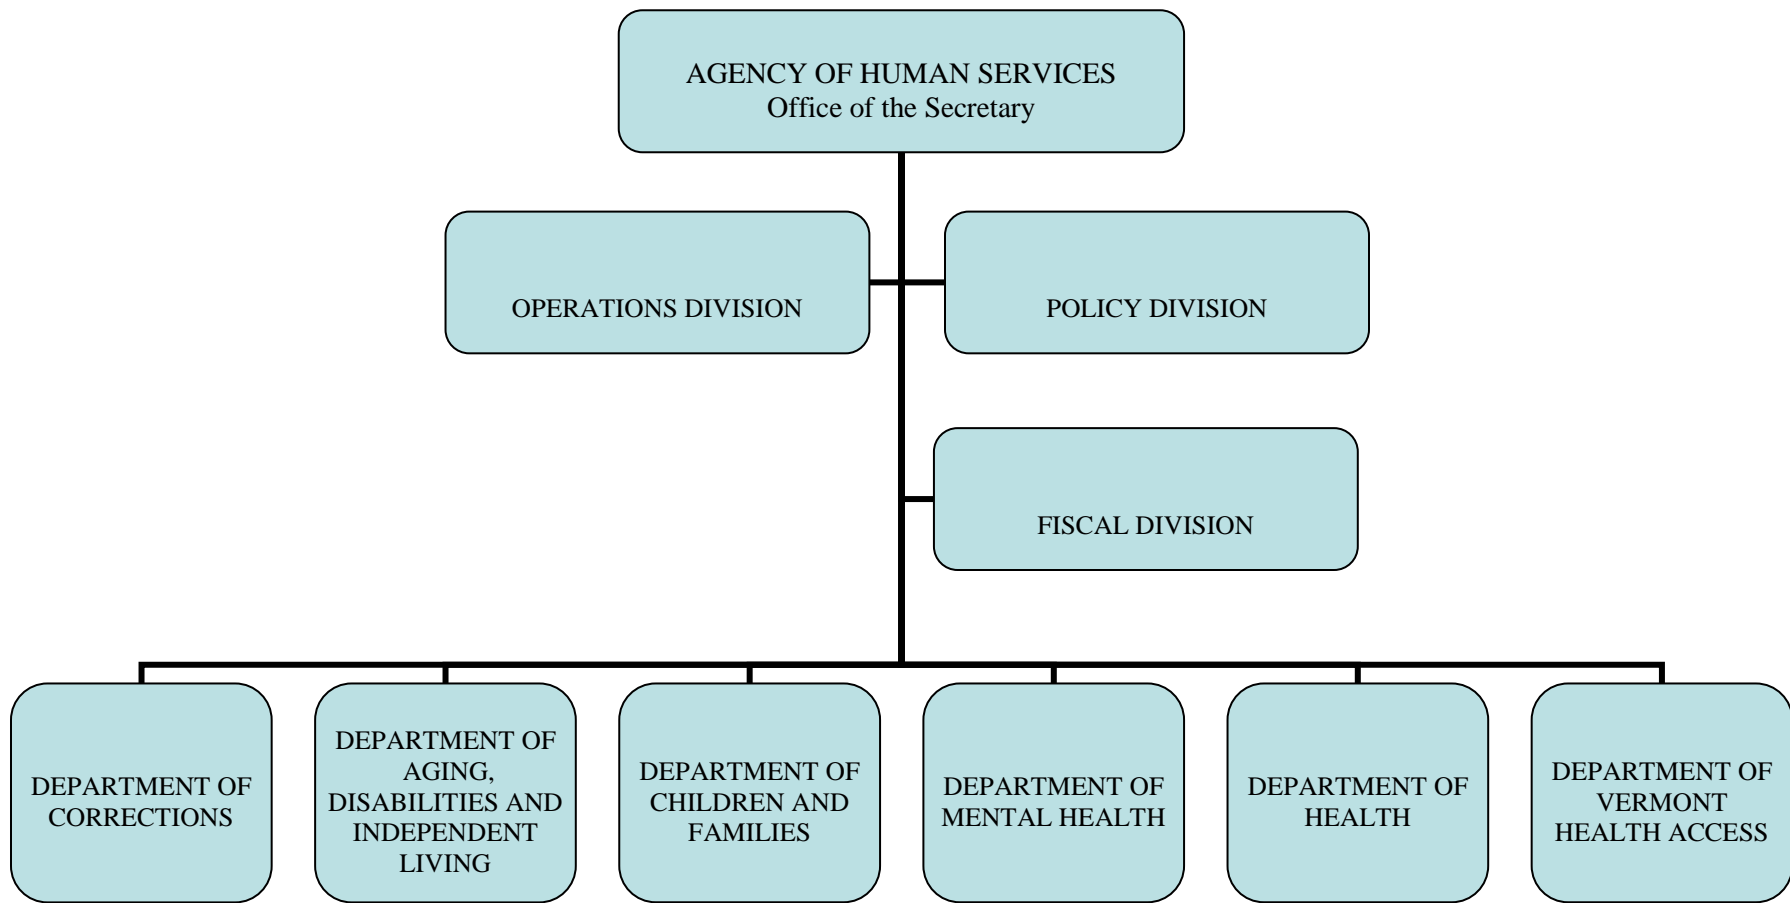 AGENCY OF HUMAN SERVICES
Office of the Secretary
OPERATIONS DIVISION
POLICY DIVISION
FISCAL DIVISION
DEPARTMENT OF
CORRECTIONS
DEPARTMENT OF
AGING,
DISABILITIES AND
INDEPENDENT
LIVING
DEPARTMENT OF
CHILDREN AND
FAMILIES
DEPARTMENT OF
MENTAL HEALTH
DEPARTMENT OF
HEALTH
DEPARTMENT OF
VERMONT
HEALTH ACCESS